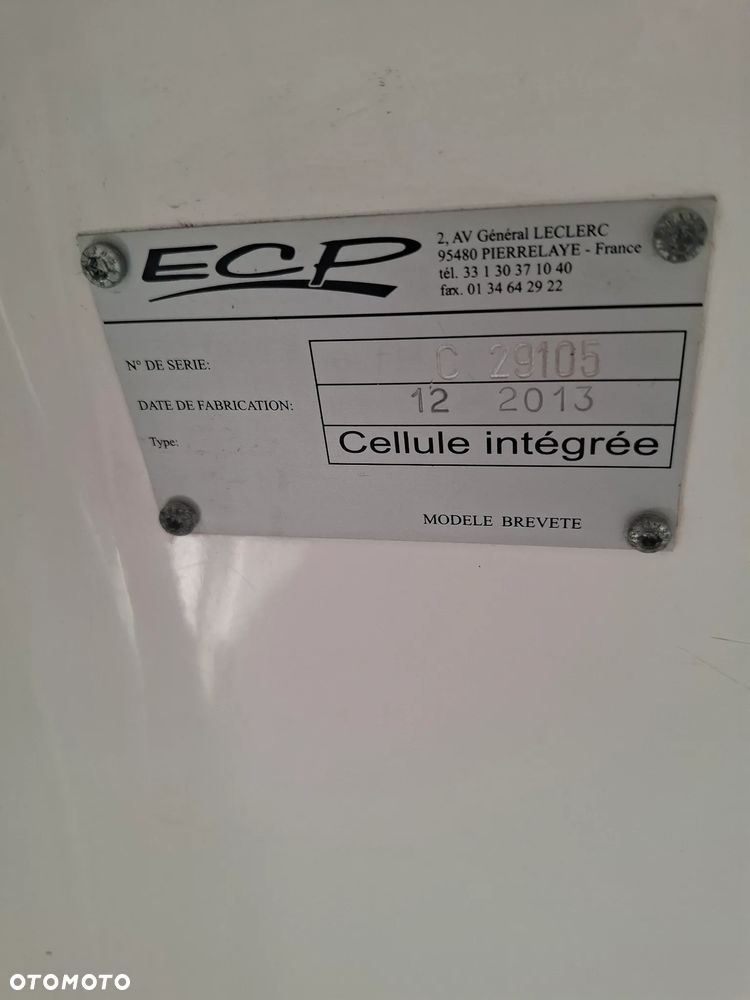 ECP
2, AV Général LECLERC
95480 PIERRELAYE - France
tél. 33 1 30 37 10 40
fax. 01 34 64 29 22
N° DE SERIE: C 29105
DATE DE FABRICATION: 12 2013
Type: Cellule intégrée
MODELE BREVETE
OTOMOTO